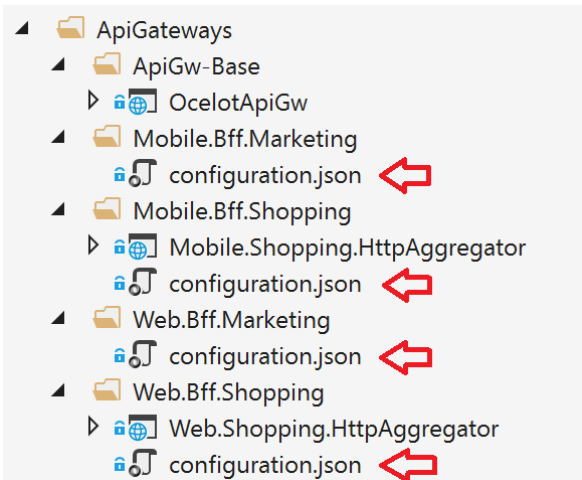 ApiGateways
ApiGw-Base
OcelotApiGw
Mobile.Bff.Marketing
configuration.json
Mobile.Bff.Shopping
Mobile.Shopping.HttpAggregator
configuration.json
Web.Bff.Marketing
configuration.json
Web.Bff.Shopping
Web.Shopping.HttpAggregator
configuration.json